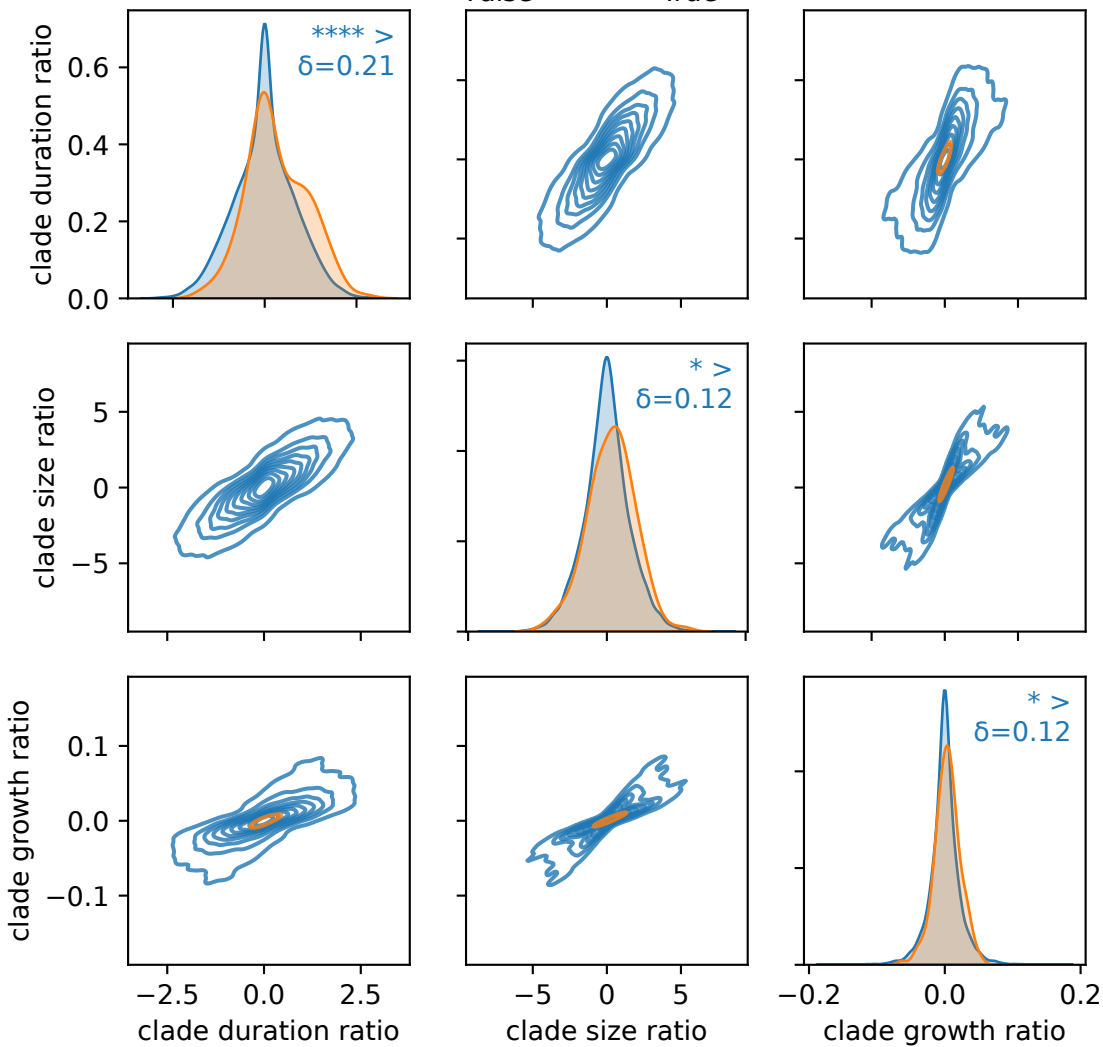 **** >
δ=0.21
clade duration ratio
0.6
0.4
0.2
0.0
* >
δ=0.12
clade size ratio
5
0
−5
* >
δ=0.12
clade growth ratio
0.1
0.0
−0.1
−2.5 0.0 2.5
−5 0 5
−0.2 0.0 0.2
clade duration ratio
clade size ratio
clade growth ratio